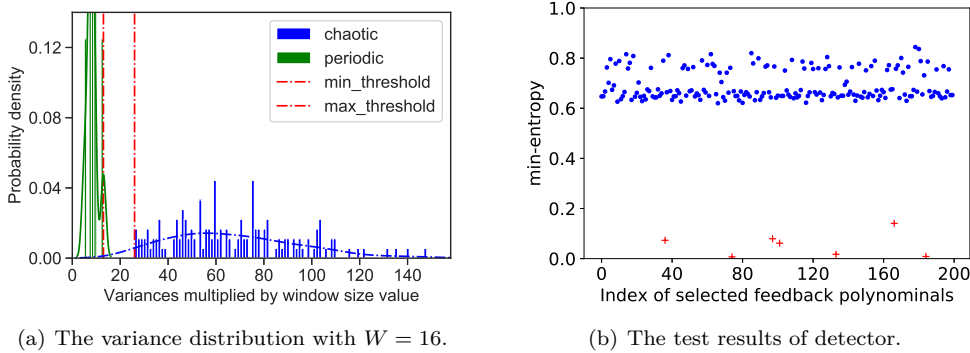 0.12
0.08
0.04
0.00
Probability density
chaotic
periodic
min_threshold
max_threshold
0 20 40 60 80 100 120 140
Variances multiplied by window size value
(a) The variance distribution with W = 16.
1.0
0.8
0.6
0.4
0.2
0.0
min-entropy
0 40 80 120 160 200
Index of selected feedback polynominals
(b) The test results of detector.